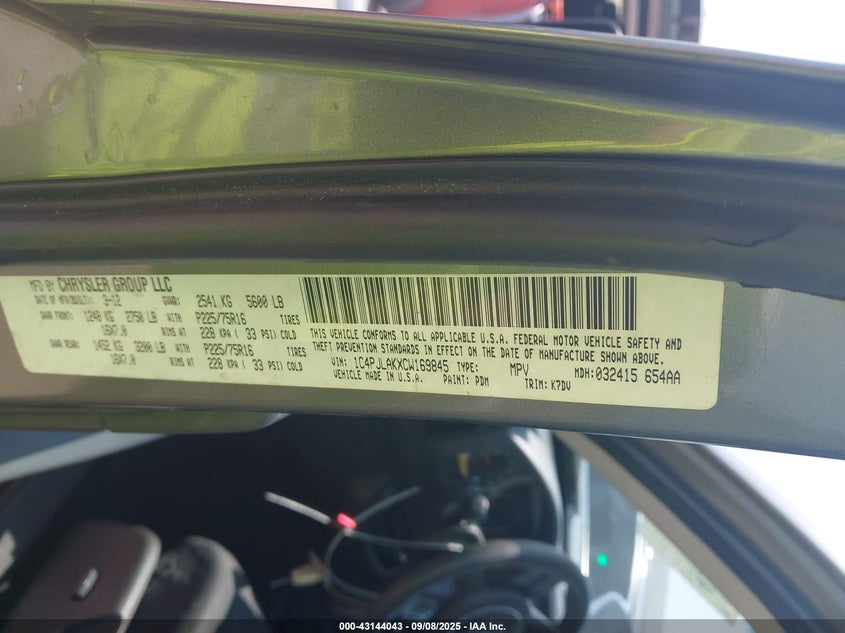 MFD BY CHRYSLER GROUP LLC
DATE OF MFR(BUILT): 3-12 GVWR: 2541 KG 5600 LB
GAWR FRONT: 1248 KG 2750 LB WITH P225/75R16 TIRES
16X7.0 RIMS AT 228 KPA ( 33 PSI) COLD
GAWR REAR: 1452 KG 3200 LB WITH P225/75R16 TIRES
16X7.0 RIMS AT 228 KPA ( 33 PSI) COLD
THIS VEHICLE CONFORMS TO ALL APPLICABLE U.S.A. FEDERAL MOTOR VEHICLE SAFETY AND
THEFT PREVENTION STANDARDS IN EFFECT ON THE DATE OF MANUFACTURE SHOWN ABOVE.
VIN: 1C4PJLAKXCW169845 TYPE: MPV MDH: 032415 654AA
VEHICLE MADE IN U.S.A. PAINT: PDM TRIM: K7DV
000-43144043 - 09/08/2025 - IAA Inc.